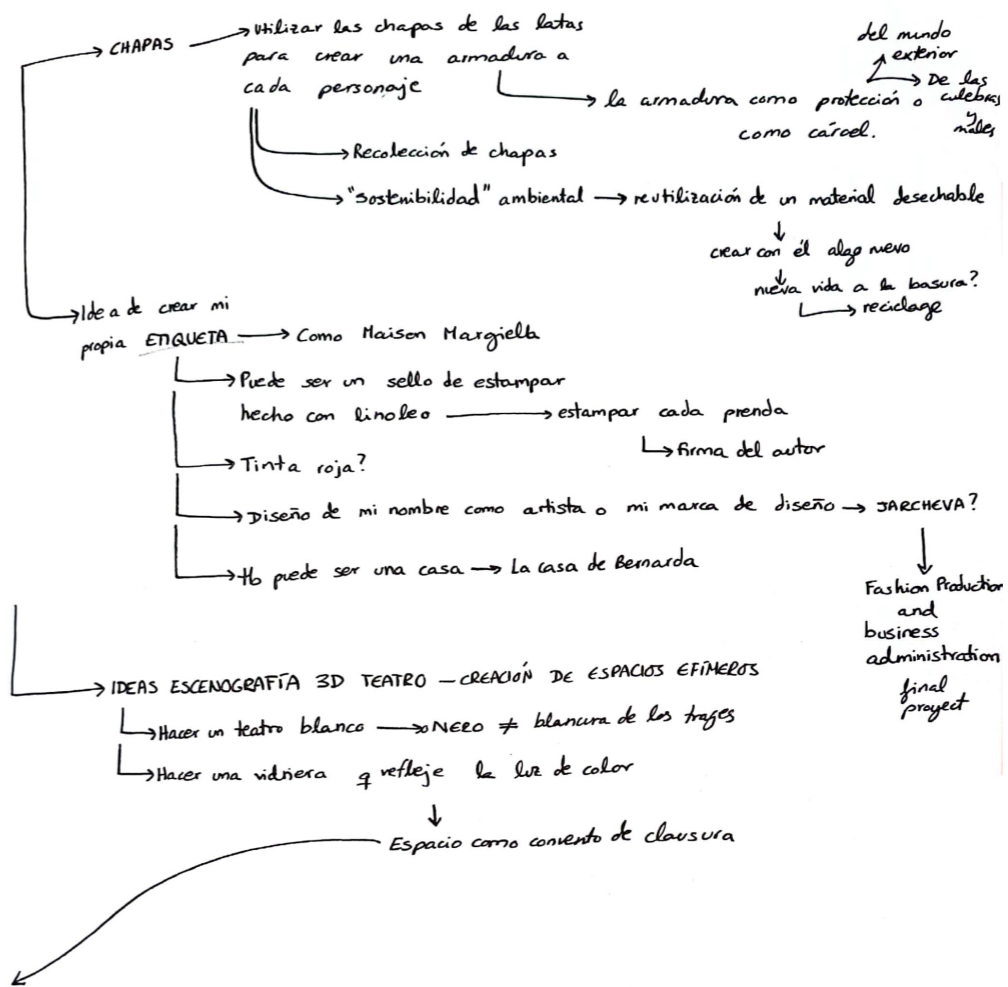 → CHAPAS → Utilizar las chapas de las latas
para crear una armadura a
cada personaje
→ la armadura como protección o
como cárcel.
del mundo
exterior
→ De las
culebras
y
males
→ Recolección de chapas
→ "Sostenibilidad" ambiental → reutilización de un material desechable
↓
crear con él algo nuevo
↓
nueva vida a la basura?
→ reciclage
→ Idea de crear mi
propia ETIQUETA → Como Maison Margiella
→ Puede ser un sello de estampar
hecho con linoleo → estampar cada prenda
→ firma del autor
→ Tinta roja?
→ Diseño de mi nombre como artista o mi marca de diseño → JARCHEVA?
↓
Fashion Production
and
business
administration
final
proyect
→ puede ser una casa → La casa de Bernarda
→ IDEAS ESCENOGRAFÍA 3D TEATRO — CREACIÓN DE ESPACIOS EFÍMEROS
→ Hacer un teatro blanco → NERO ≠ blancura de los trages
→ Hacer una vidriera q refleje la luz de color
↓
Espacio como convento de clausura